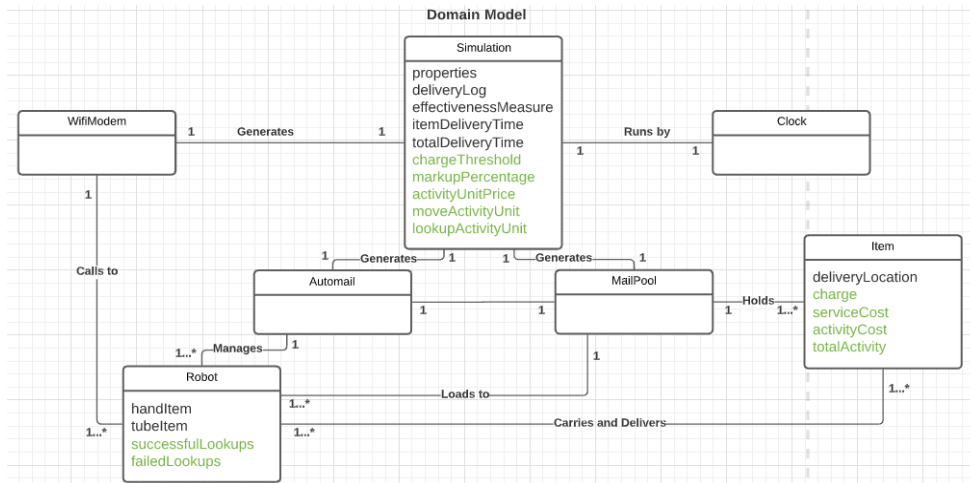 Domain Model
Simulation
properties
deliveryLog
effectivenessMeasure
itemDeliveryTime
totalDeliveryTime
chargeThreshold
markupPercentage
activityUnitPrice
moveActivityUnit
lookupActivityUnit
WifiModem
1 Generates 1
Clock
Runs by
1 1
1
Calls to
1 Generates 1
1 Generates 1
Automail
MailPool
1 1
Item
deliveryLocation
charge
serviceCost
activityCost
totalActivity
1 Holds 1...*
1...* Manages 1
1
Robot
handItem
tubeItem
successfulLookups
failedLookups
1...* Loads to
1...*
1...* 1...* Carries and Delivers